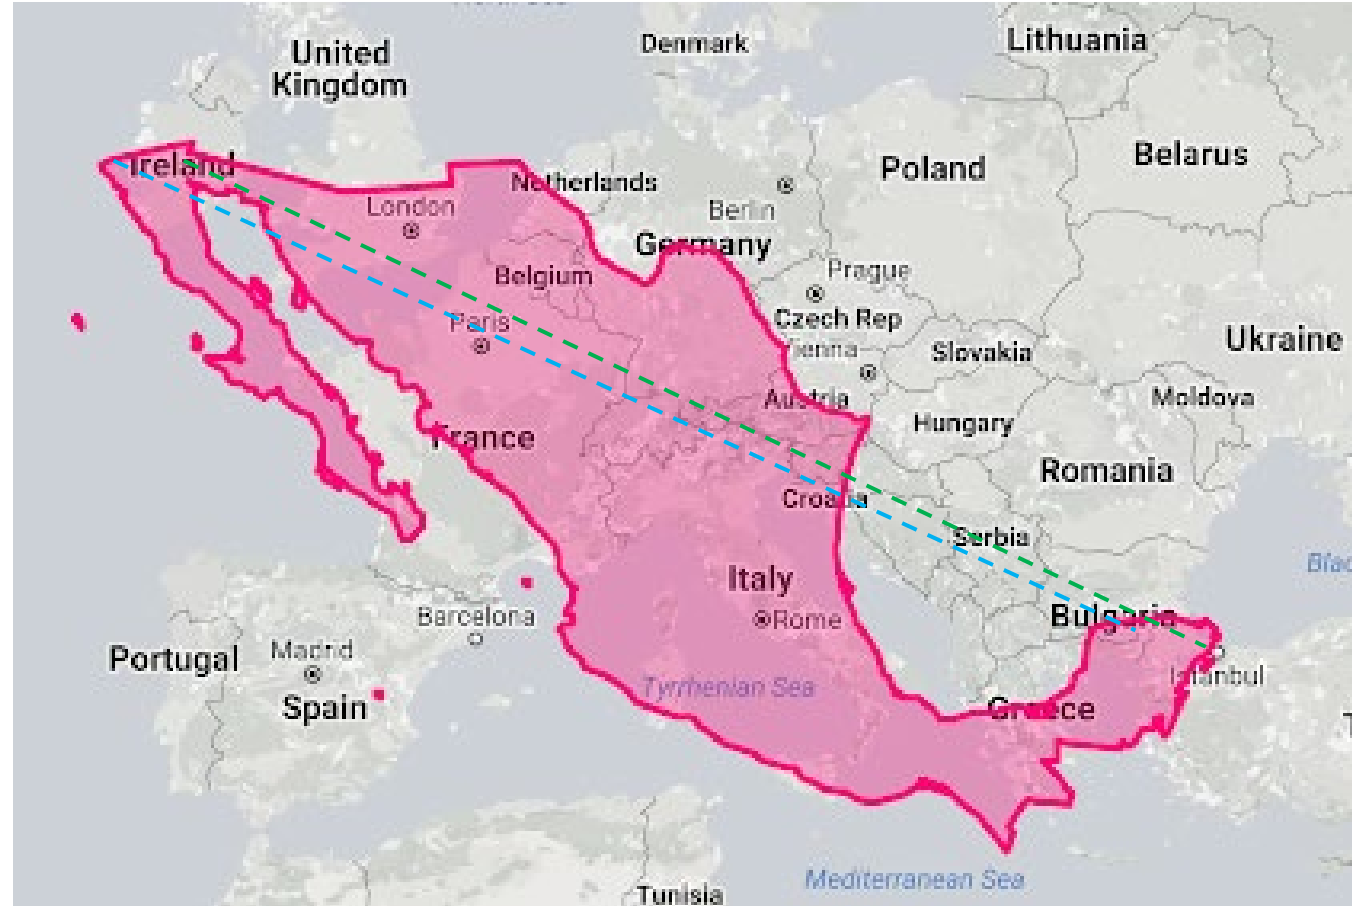 United
Kingdom
Denmark
Lithuania
Ireland
Netherlands
Poland
Belarus
London
Berlin
Germany
Belgium
Prague
Paris
Czech Rep
Vienna
Slovakia
Ukraine
Austria
Moldova
France
Hungary
Romania
Croatia
Serbia
Italy
Barcelona
Rome
Bulgaria
Portugal
Madrid
Spain
Tyrrhenian Sea
Istanbul
Greece
Mediterranean Sea
Tunisia